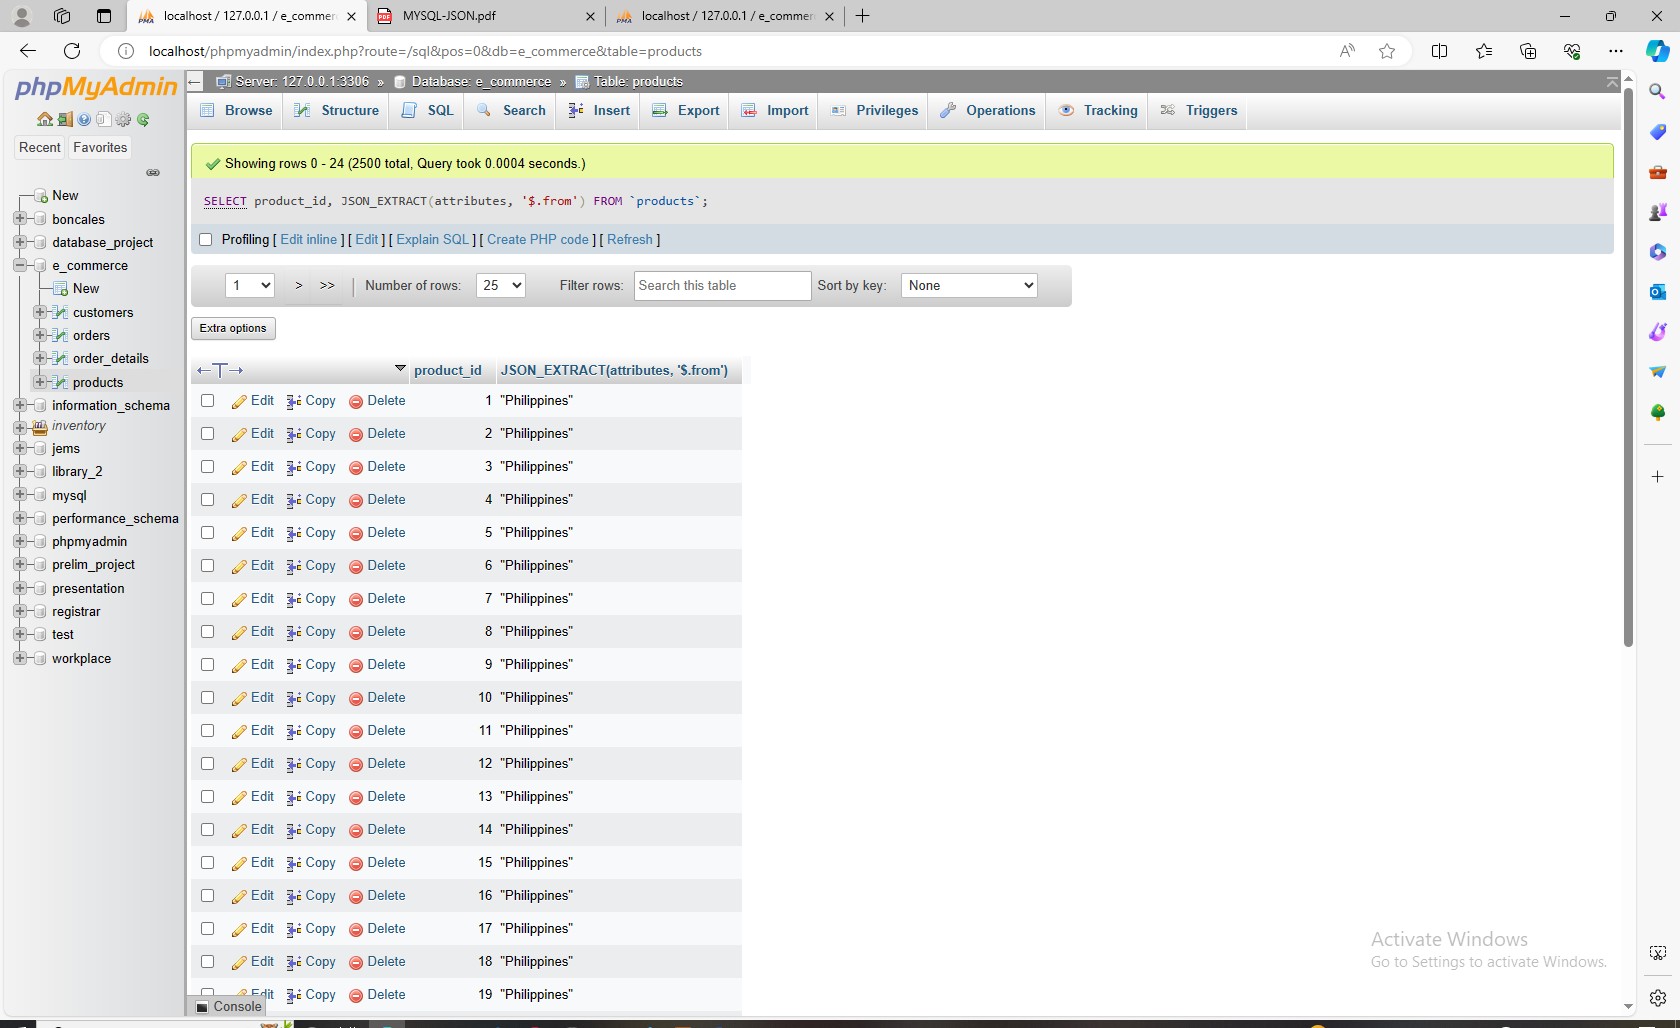 localhost / 127.0.0.1 / e_commer
MYSQL-JSON.pdf
localhost / 127.0.0.1 / e_commer
localhost/phpmyadmin/index.php?route=/sql&pos=0&db=e_commerce&table=products
phpMyAdmin
Recent
Favorites
New
boncales
database_project
e_commerce
New
customers
orders
order_details
products
information_schema
inventory
jems
library_2
mysql
performance_schema
phpmyadmin
prelim_project
presentation
registrar
test
workplace
Server: 127.0.0.1:3306 » Database: e_commerce » Table: products
Browse Structure SQL Search Insert Export Import Privileges Operations Tracking Triggers
Showing rows 0 - 24 (2500 total, Query took 0.0004 seconds.)
SELECT product_id, JSON_EXTRACT(attributes, '$.from') FROM `products`;
Profiling [ Edit inline ] [ Edit ] [ Explain SQL ] [ Create PHP code ] [ Refresh ]
1 > >> | Number of rows: 25 Filter rows: Search this table Sort by key: None
Extra options
←T→ product_id JSON_EXTRACT(attributes, '$.from')
Edit Copy Delete 1 "Philippines"
Edit Copy Delete 2 "Philippines"
Edit Copy Delete 3 "Philippines"
Edit Copy Delete 4 "Philippines"
Edit Copy Delete 5 "Philippines"
Edit Copy Delete 6 "Philippines"
Edit Copy Delete 7 "Philippines"
Edit Copy Delete 8 "Philippines"
Edit Copy Delete 9 "Philippines"
Edit Copy Delete 10 "Philippines"
Edit Copy Delete 11 "Philippines"
Edit Copy Delete 12 "Philippines"
Edit Copy Delete 13 "Philippines"
Edit Copy Delete 14 "Philippines"
Edit Copy Delete 15 "Philippines"
Edit Copy Delete 16 "Philippines"
Edit Copy Delete 17 "Philippines"
Edit Copy Delete 18 "Philippines"
Edit Copy Delete 19 "Philippines"
Console
Activate Windows
Go to Settings to activate Windows.